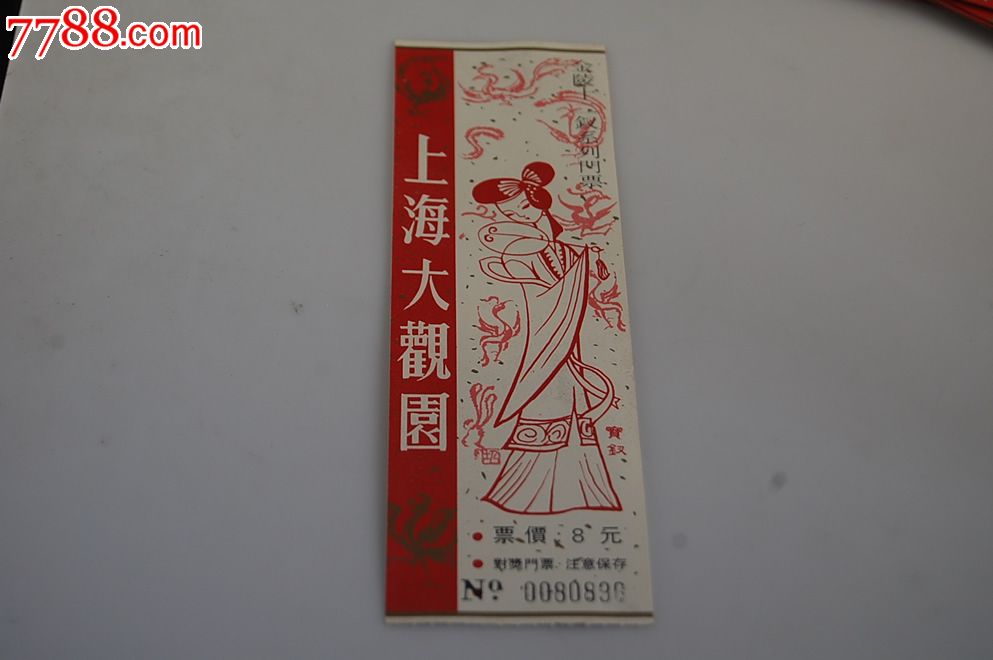 7788.com
上海大觀園
金陵十二釵系列門票
寶釵
票價:8元
對獎門票 注意保存
No. 0080830